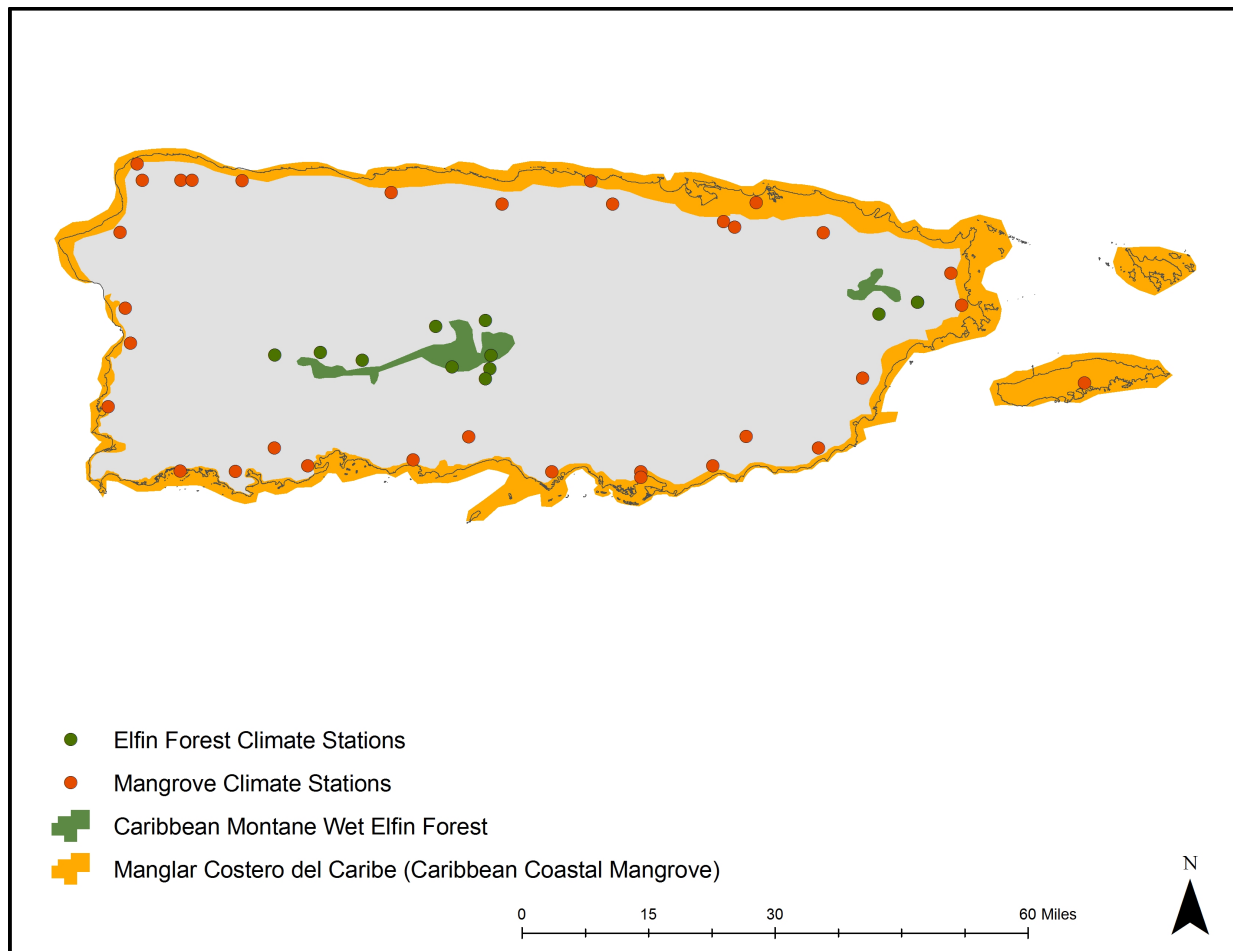 Elfin Forest Climate Stations
Mangrove Climate Stations
Caribbean Montane Wet Elfin Forest
Manglar Costero del Caribe (Caribbean Coastal Mangrove)
0 15 30 60 Miles
N